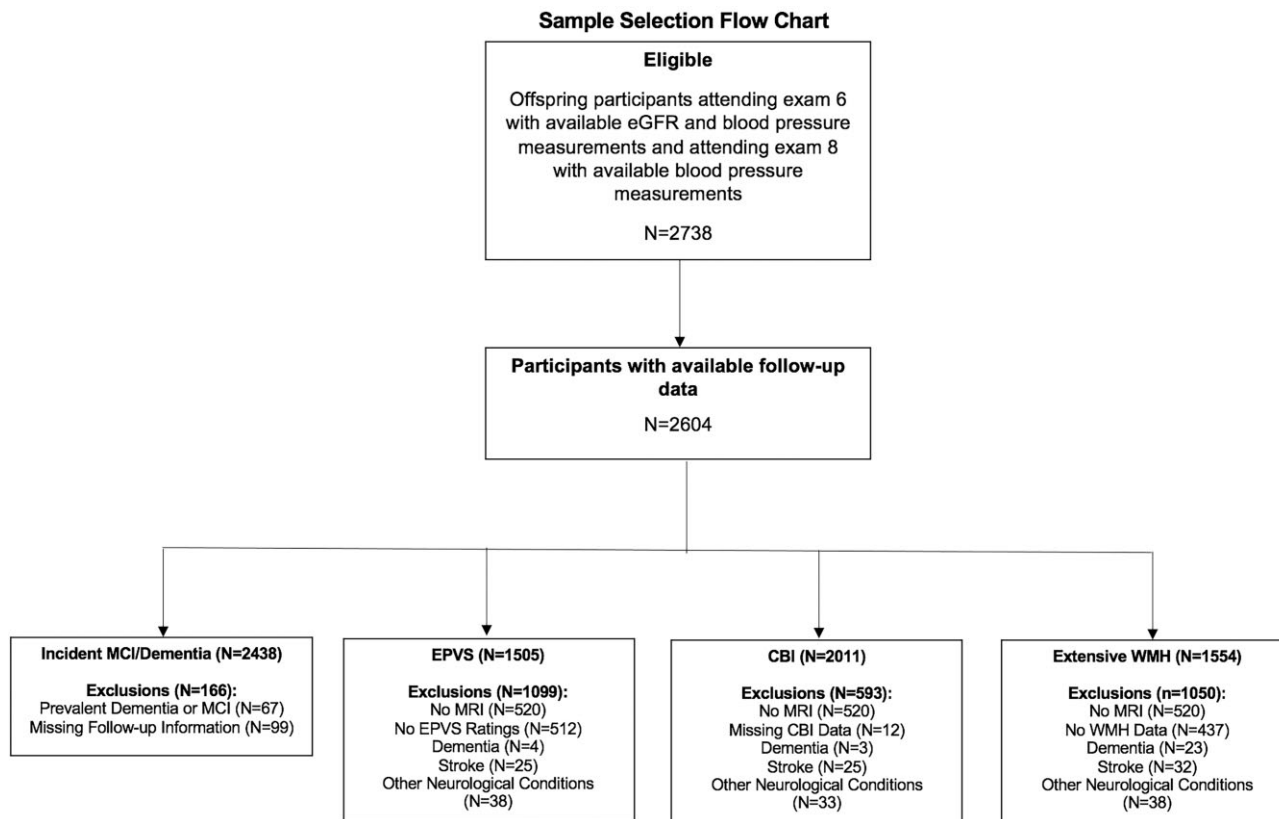 Sample Selection Flow Chart
Eligible
Offspring participants attending exam 6
with available eGFR and blood pressure
measurements and attending exam 8
with available blood pressure
measurements
N=2738
Participants with available follow-up
data
N=2604
Incident MCI/Dementia (N=2438)
Exclusions (N=166):
Prevalent Dementia or MCI (N=67)
Missing Follow-up Information (N=99)
EPVS (N=1505)
Exclusions (N=1099):
No MRI (N=520)
No EPVS Ratings (N=512)
Dementia (N=4)
Stroke (N=25)
Other Neurological Conditions
(N=38)
CBI (N=2011)
Exclusions (N=593):
No MRI (N=520)
Missing CBI Data (N=12)
Dementia (N=3)
Stroke (N=25)
Other Neurological Conditions
(N=33)
Extensive WMH (N=1554)
Exclusions (n=1050):
No MRI (N=520)
No WMH Data (N=437)
Dementia (N=23)
Stroke (N=32)
Other Neurological Conditions
(N=38)